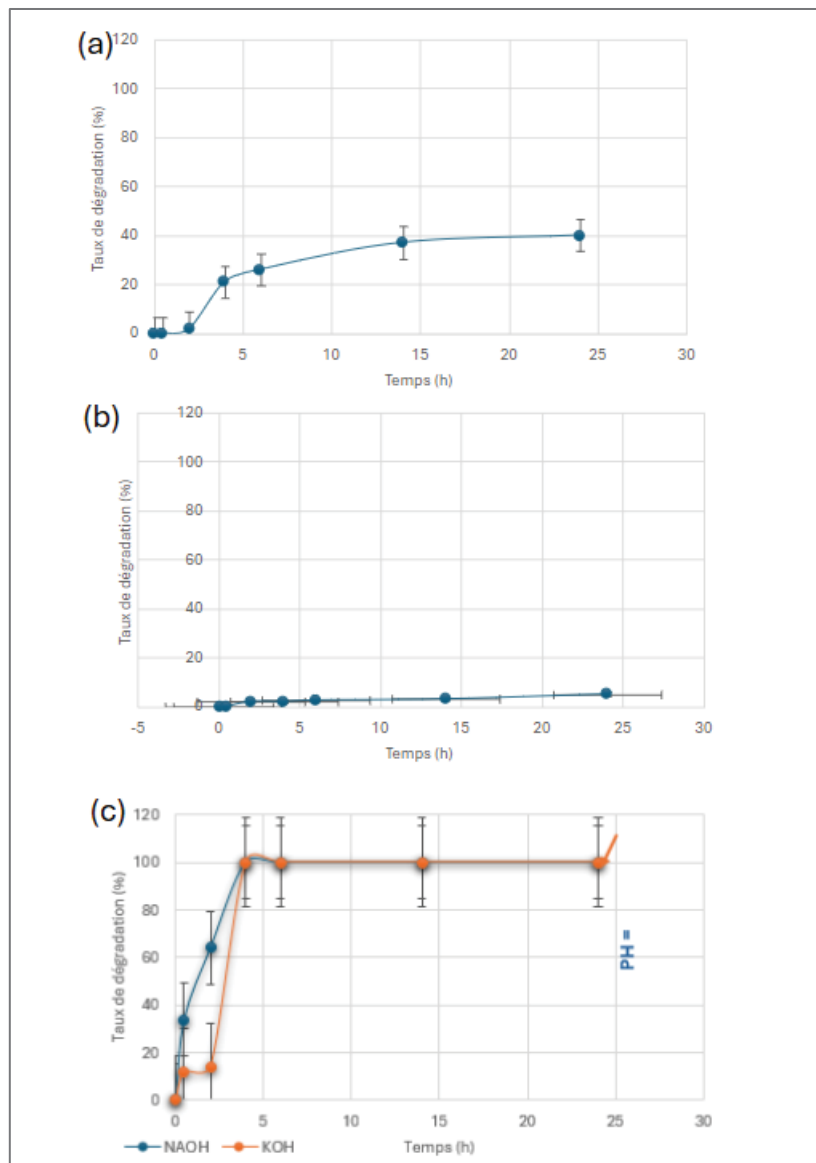 (a)
120
100
80
60
40
20
0
Taux de dégradation (%)
0 5 10 15 20 25 30
Temps (h)
(b)
120
100
80
60
40
20
0
Taux de dégradation (%)
-5 0 5 10 15 20 25 30
Temps (h)
(c)
120
100
80
60
40
20
0
Taux de dégradation (%)
PH =
0 5 10 15 20 25 30
NAOH KOH Temps (h)